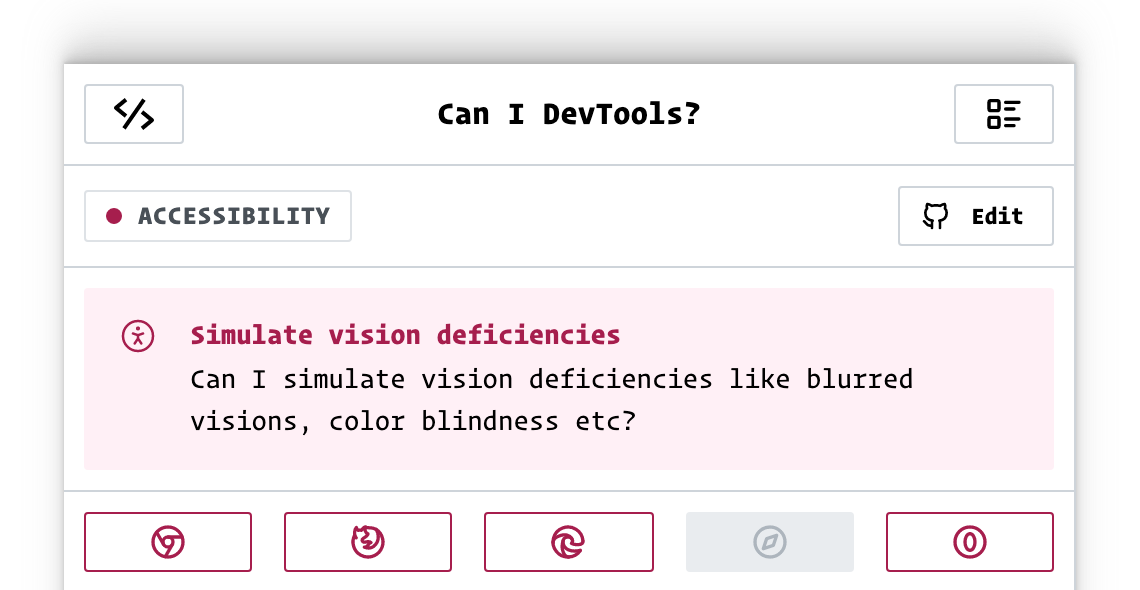 Can I DevTools?
ACCESSIBILITY
Edit
Simulate vision deficiencies
Can I simulate vision deficiencies like blurred
visions, color blindness etc?